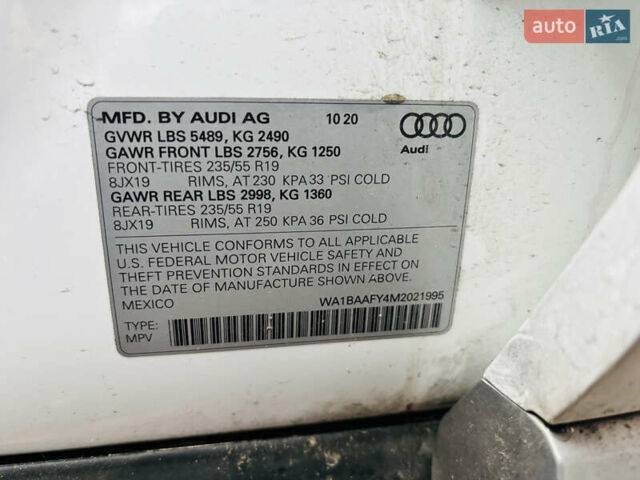 auto RIA .com
MFD. BY AUDI AG 10 20
GVWR LBS 5489, KG 2490
GAWR FRONT LBS 2756, KG 1250
FRONT-TIRES 235/55 R19
8JX19 RIMS, AT 230 KPA 33 PSI COLD
GAWR REAR LBS 2998, KG 1360
REAR-TIRES 235/55 R19
8JX19 RIMS, AT 250 KPA 36 PSI COLD
Audi
THIS VEHICLE CONFORMS TO ALL APPLICABLE
U.S. FEDERAL MOTOR VEHICLE SAFETY AND
THEFT PREVENTION STANDARDS IN EFFECT ON
THE DATE OF MANUFACTURE SHOWN ABOVE.
MEXICO WA1BAAFY4M2021995
TYPE:
MPV